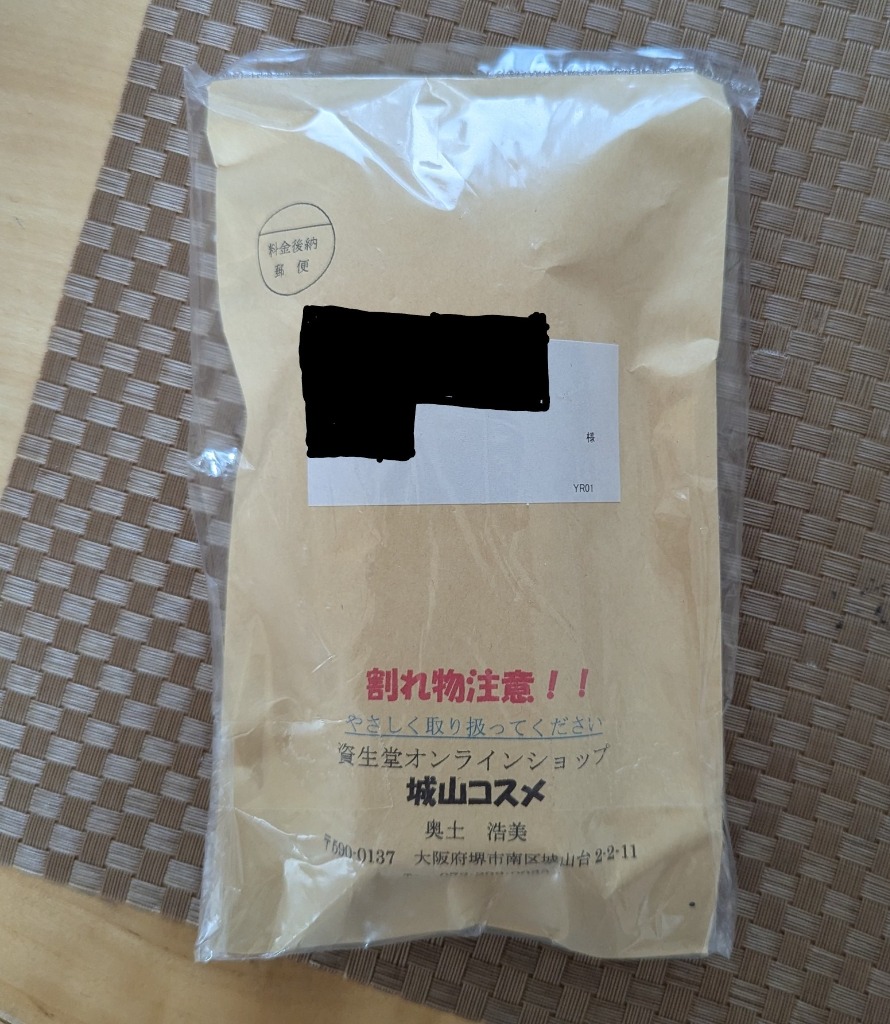 料金後納
郵 便
様
YR01
割れ物注意！！
やさしく取り扱ってください
資生堂オンラインショップ
城山コスメ
奥土 浩美
〒590-0137 大阪府堺市南区城山台2-2-11